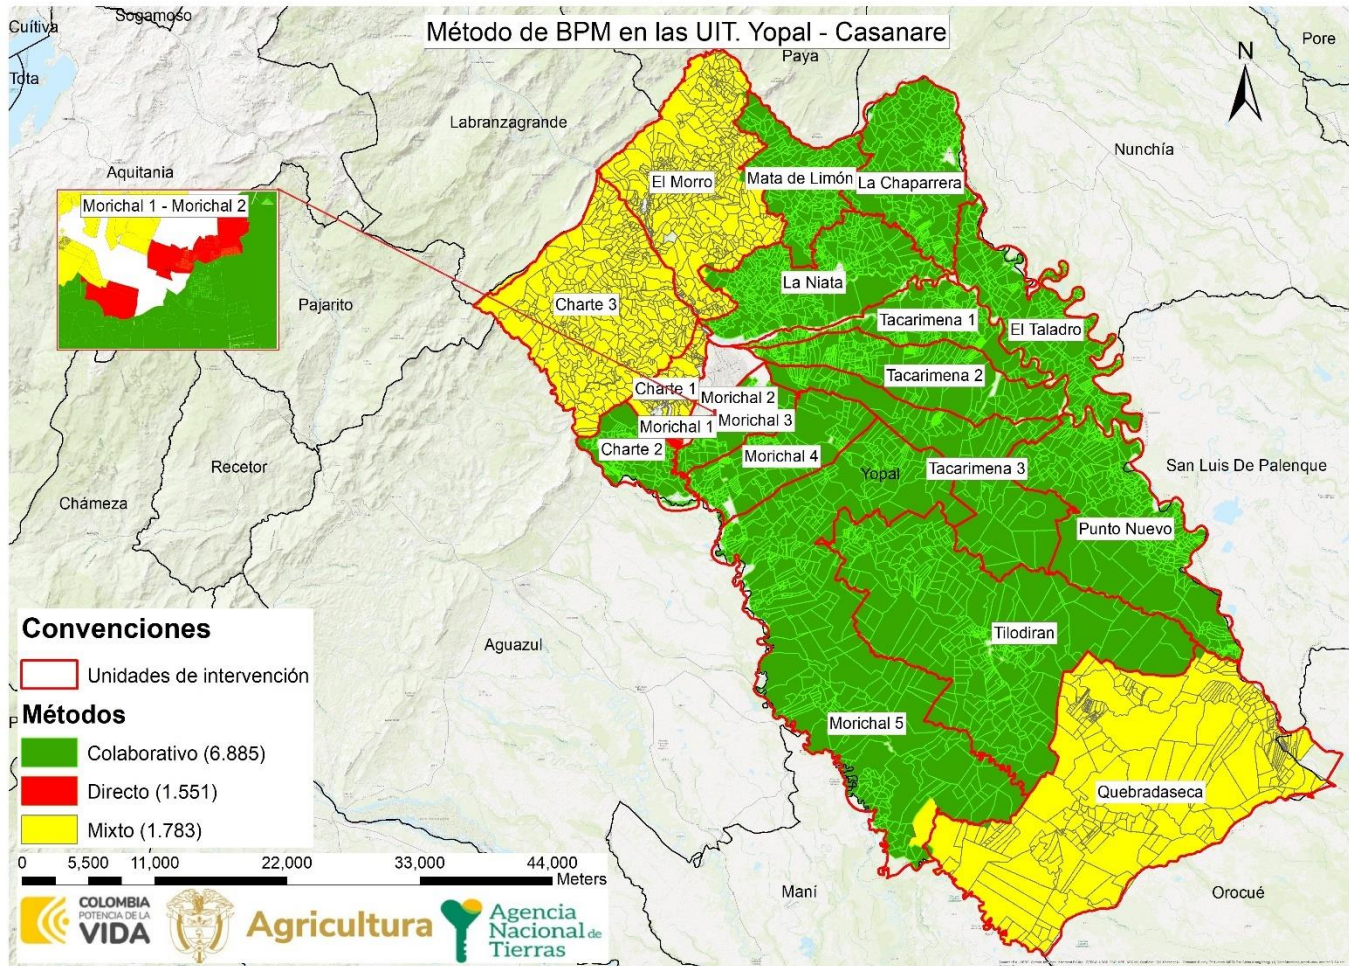 Método de BPM en las UIT. Yopal - Casanare
Sogamoso
Cuítiva
Tota
Paya
Pore
N
Labranzagrande
Nunchía
Aquitania
El Morro
Mata de Limón
La Chaparrera
Morichal 1 - Morichal 2
La Niata
Pajarito
Charte 3
Tacarimena 1
El Taladro
Tacarimena 2
Charte 1
Morichal 2
Morichal 3
Morichal 1
Charte 2
Morichal 4
Recetor
Yopal
Tacarimena 3
San Luis De Palenque
Chámeza
Punto Nuevo
Tilodiran
Aguazul
Morichal 5
Quebradaseca
Maní
Orocué
Convenciones
Unidades de intervención
Métodos
Colaborativo (6.885)
Directo (1.551)
Mixto (1.783)
0 5,500 11,000 22,000 33,000 44,000
Meters
COLOMBIA
POTENCIA DE LA
VIDA
Agricultura
Agencia
Nacional de
Tierras